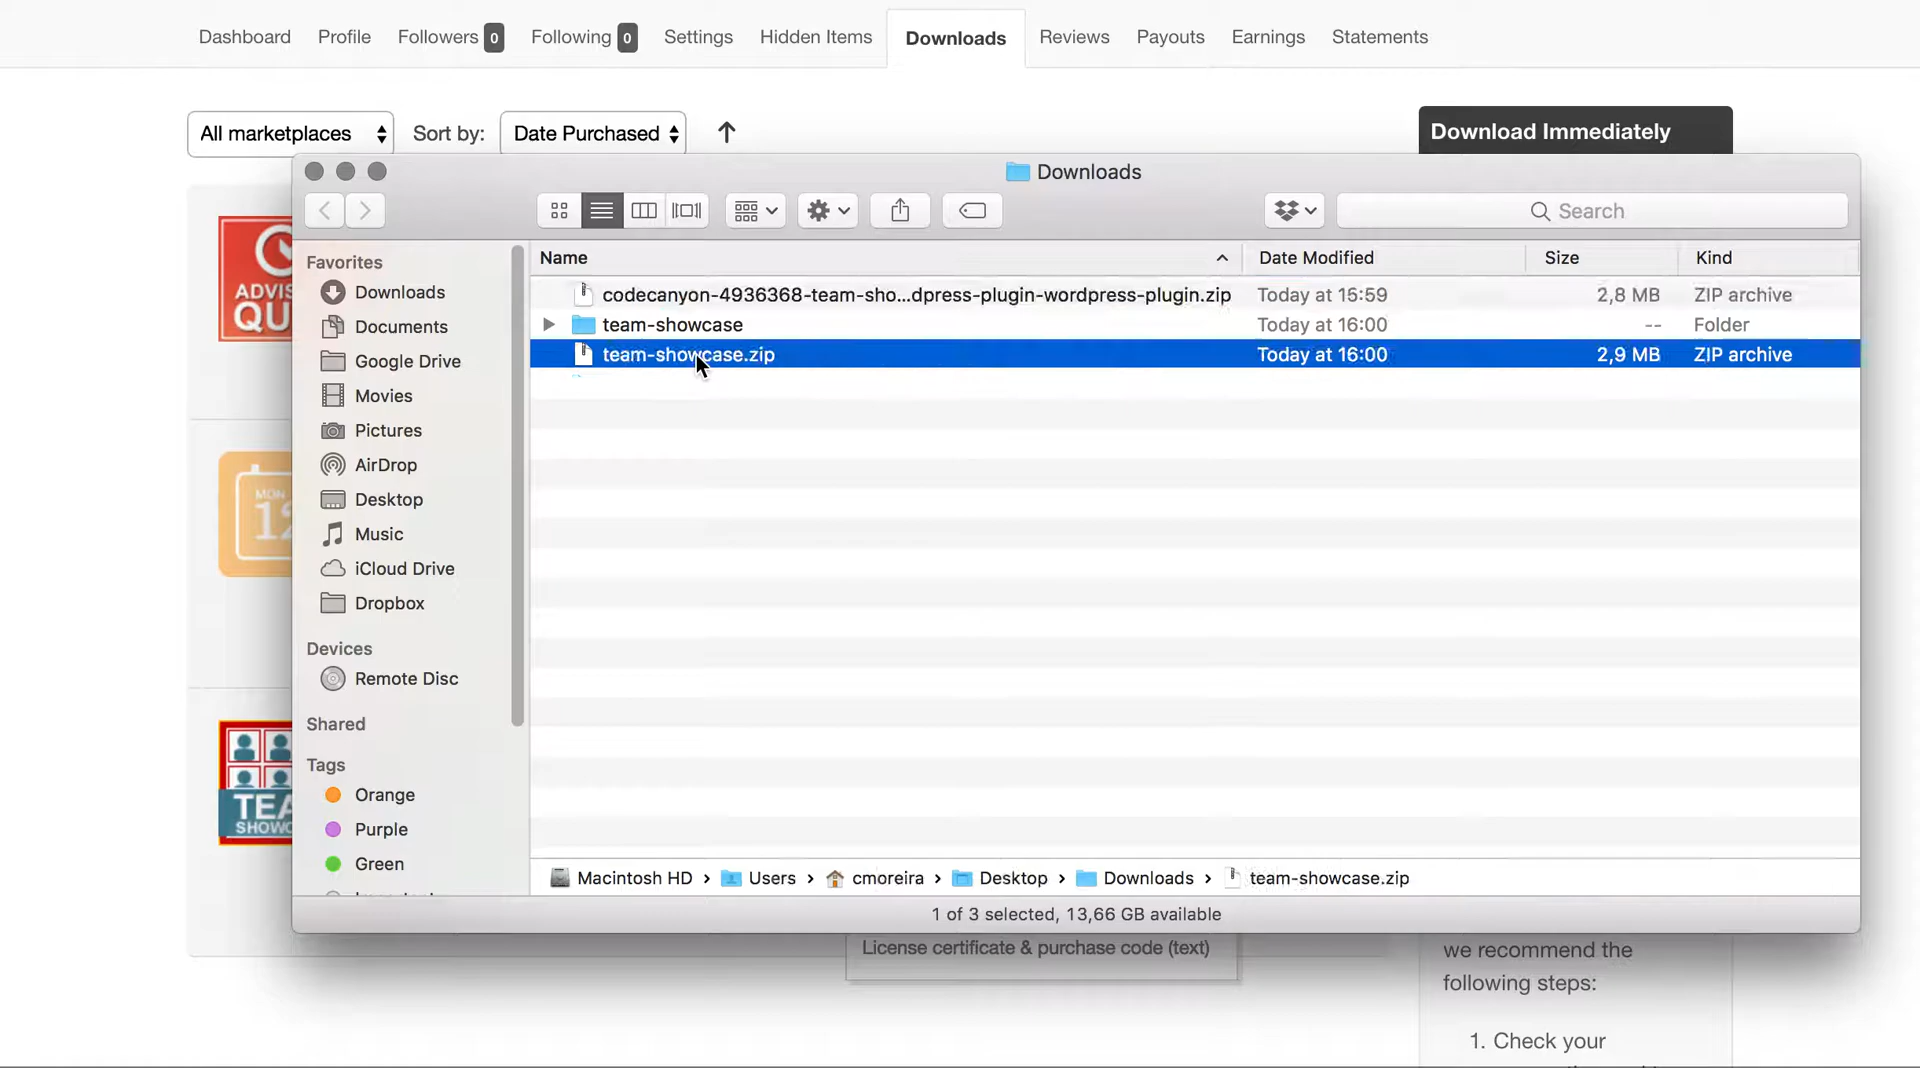 Dashboard Profile Followers 0 Following 0 Settings Hidden Items Downloads Reviews Payouts Earnings Statements
All marketplaces Sort by: Date Purchased Download Immediately
Downloads
Search
Favorites
Downloads
Documents
Google Drive
Movies
Pictures
AirDrop
Desktop
Music
iCloud Drive
Dropbox
Devices
Remote Disc
Shared
Tags
Orange
Purple
Green
Name Date Modified Size Kind
codecanyon-4936368-team-sho...dpress-plugin-wordpress-plugin.zip Today at 15:59 2,8 MB ZIP archive
team-showcase Today at 16:00 -- Folder
team-showcase.zip Today at 16:00 2,9 MB ZIP archive
Macintosh HD › Users › cmoreira › Desktop › Downloads › team-showcase.zip
1 of 3 selected, 13,66 GB available
ADVIS
QU
MON
12
TEA
SHOWC
License certificate & purchase code (text)
we recommend the
following steps:
1. Check your